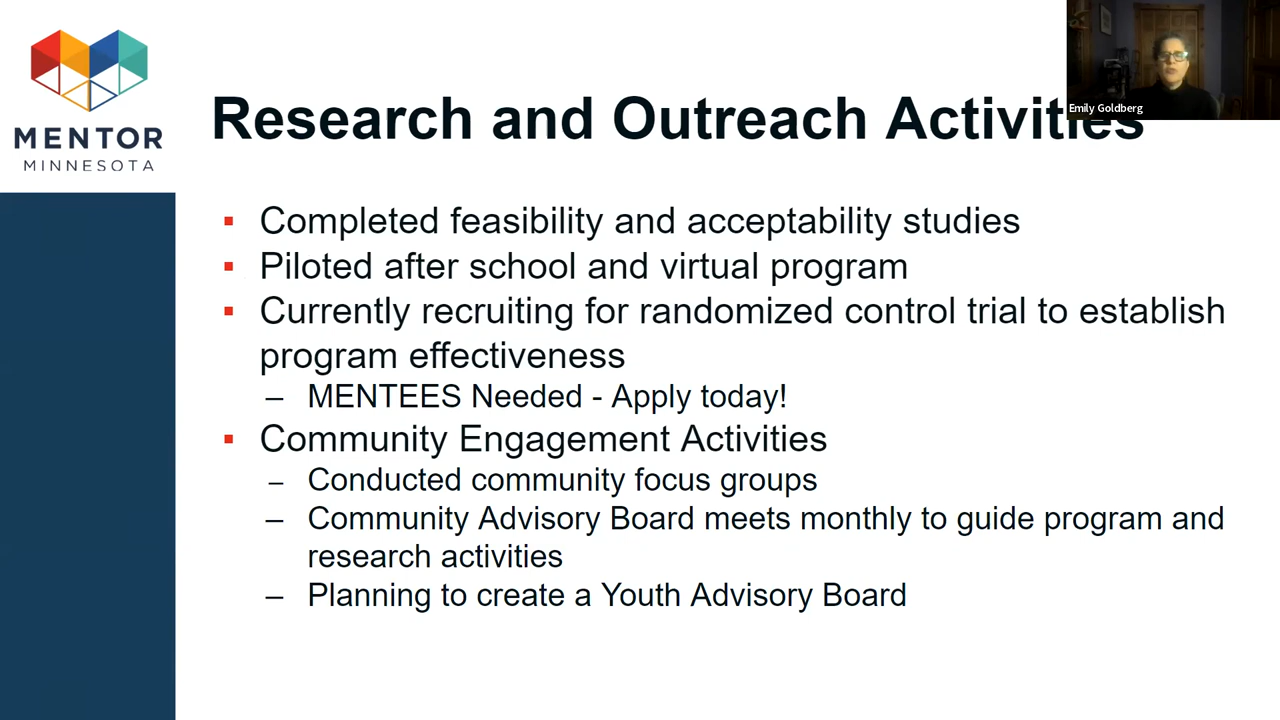 MENTOR
MINNESOTA
Emily Goldberg
Research and Outreach Activities
▪ Completed feasibility and acceptability studies
▪ Piloted after school and virtual program
▪ Currently recruiting for randomized control trial to establish
program effectiveness
– MENTEES Needed - Apply today!
▪ Community Engagement Activities
– Conducted community focus groups
– Community Advisory Board meets monthly to guide program and
research activities
– Planning to create a Youth Advisory Board